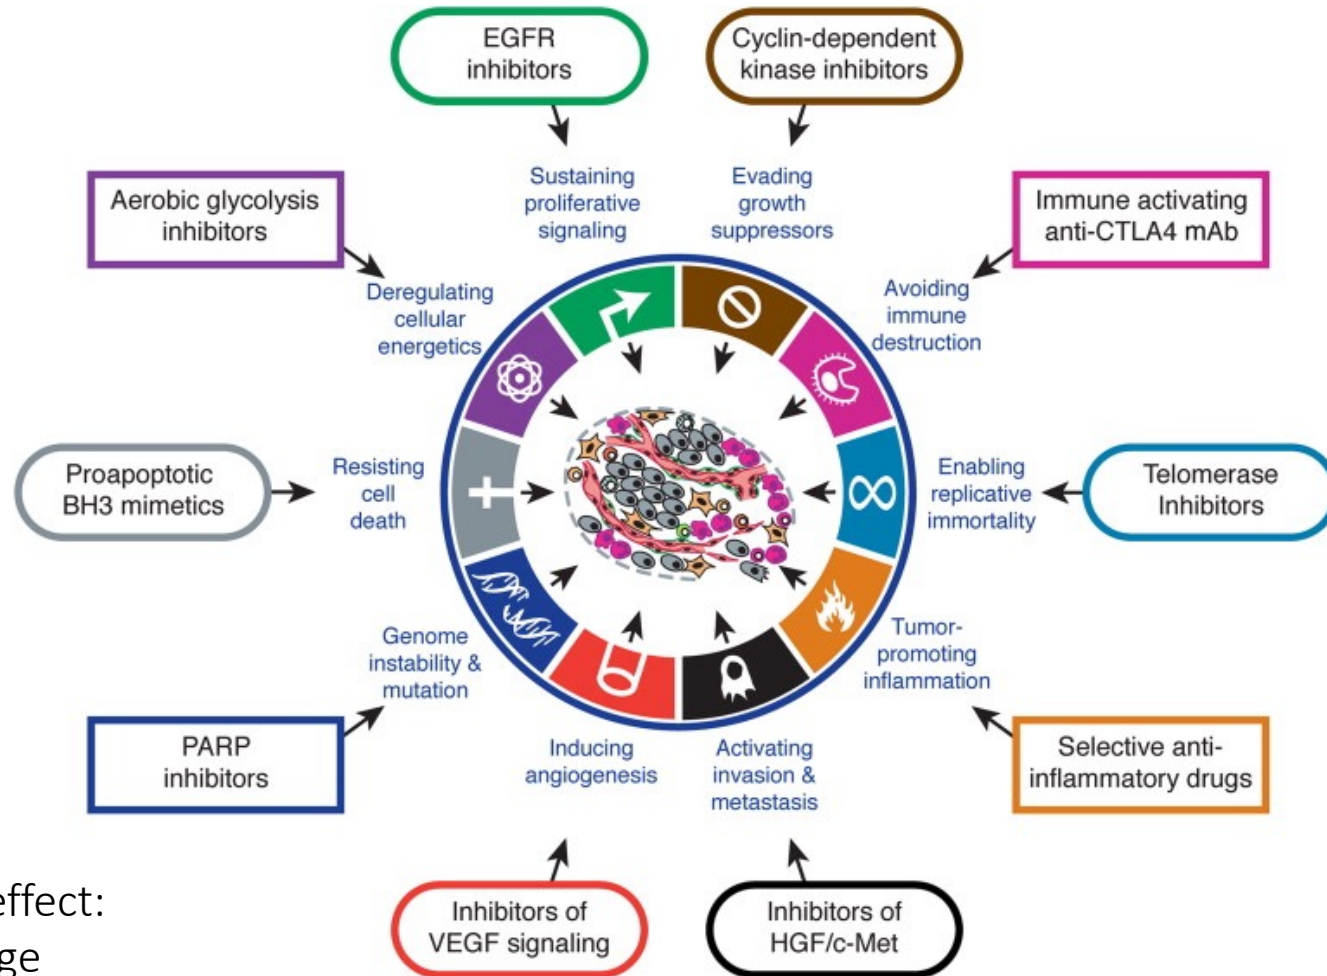 EGFR
inhibitors
Cyclin-dependent
kinase inhibitors
Sustaining
proliferative
signaling
Evading
growth
suppressors
Aerobic glycolysis
inhibitors
Immune activating
anti-CTLA4 mAb
Deregulating
cellular
energetics
Avoiding
immune
destruction
Proapoptotic
BH3 mimetics
Resisting
cell
death
Enabling
replicative
immortality
Telomerase
Inhibitors
Genome
instability &
mutation
Tumor-
promoting
inflammation
PARP
inhibitors
Inducing
angiogenesis
Activating
invasion &
metastasis
Selective anti-
inflammatory drugs
Inhibitors of
VEGF signaling
Inhibitors of
HGF/c-Met
effect:
ge